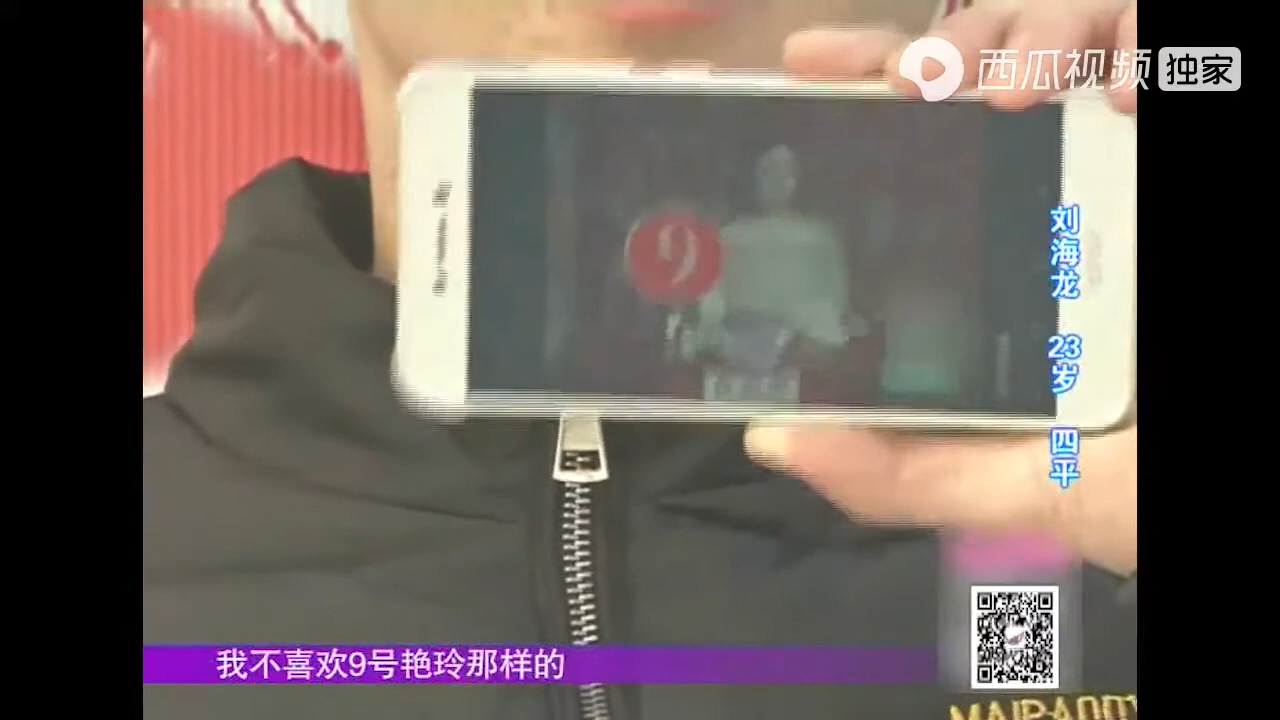 西瓜视频 独家
9
刘海龙 23岁 四平
我不喜欢9号艳玲那样的